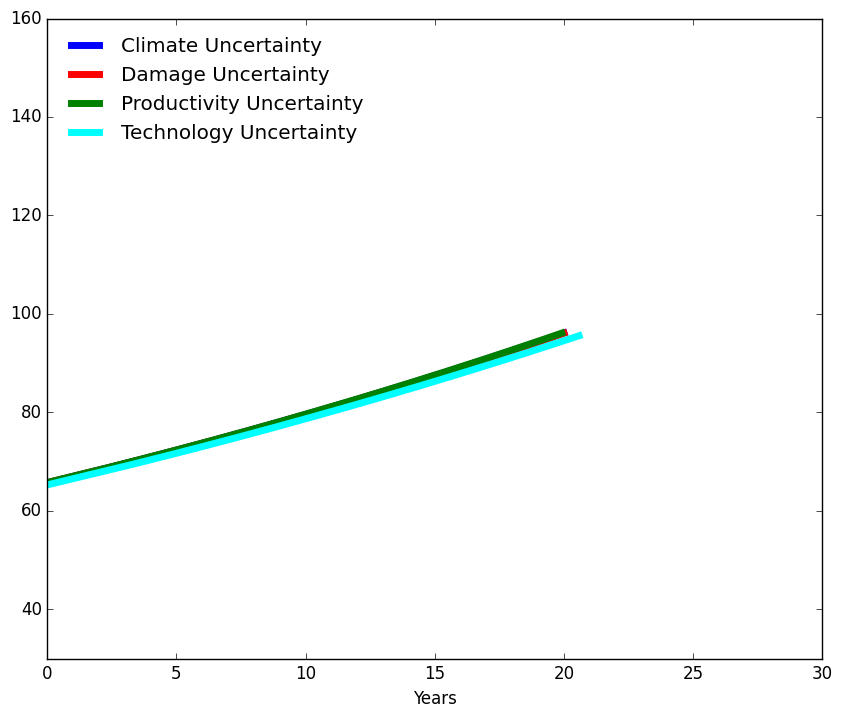 160
140
120
100
80
60
40
Climate Uncertainty
Damage Uncertainty
Productivity Uncertainty
Technology Uncertainty
0 5 10 15 20 25 30
Years